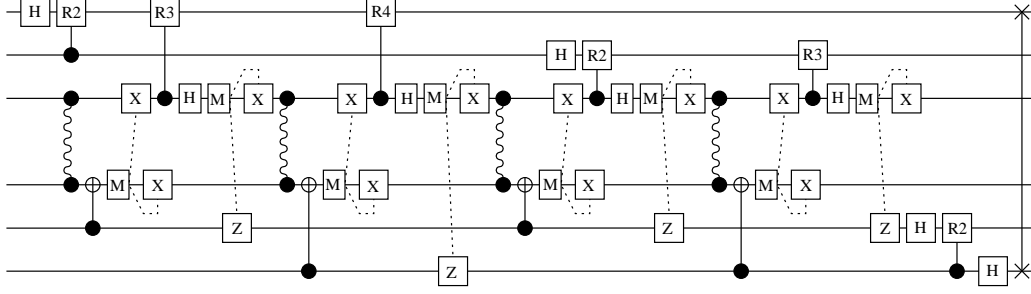 H R2 R3 R4
H R2 R3
X H M X X H M X X H M X X H M X
M X M X M X M X
Z Z Z H R2
Z H